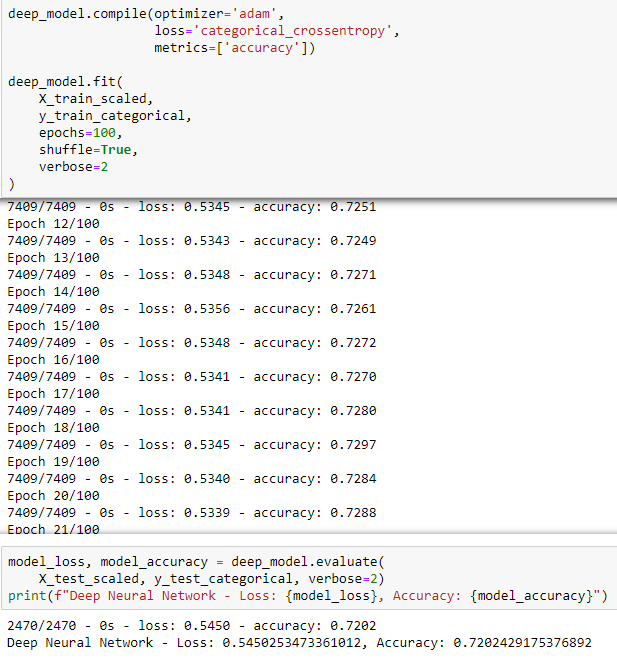 deep_model.compile(optimizer='adam',
                   loss='categorical_crossentropy',
                   metrics=['accuracy'])
deep_model.fit(
    X_train_scaled,
    y_train_categorical,
    epochs=100,
    shuffle=True,
    verbose=2
)
7409/7409 - 0s - loss: 0.5345 - accuracy: 0.7251
Epoch 12/100
7409/7409 - 0s - loss: 0.5343 - accuracy: 0.7249
Epoch 13/100
7409/7409 - 0s - loss: 0.5348 - accuracy: 0.7271
Epoch 14/100
7409/7409 - 0s - loss: 0.5356 - accuracy: 0.7261
Epoch 15/100
7409/7409 - 0s - loss: 0.5348 - accuracy: 0.7272
Epoch 16/100
7409/7409 - 0s - loss: 0.5341 - accuracy: 0.7270
Epoch 17/100
7409/7409 - 0s - loss: 0.5341 - accuracy: 0.7280
Epoch 18/100
7409/7409 - 0s - loss: 0.5345 - accuracy: 0.7297
Epoch 19/100
7409/7409 - 0s - loss: 0.5340 - accuracy: 0.7284
Epoch 20/100
7409/7409 - 0s - loss: 0.5339 - accuracy: 0.7288
Epoch 21/100
model_loss, model_accuracy = deep_model.evaluate(
    X_test_scaled, y_test_categorical, verbose=2)
print(f"Deep Neural Network - Loss: {model_loss}, Accuracy: {model_accuracy}")
2470/2470 - 0s - loss: 0.5450 - accuracy: 0.7202
Deep Neural Network - Loss: 0.5450253473361012, Accuracy: 0.7202429175376892